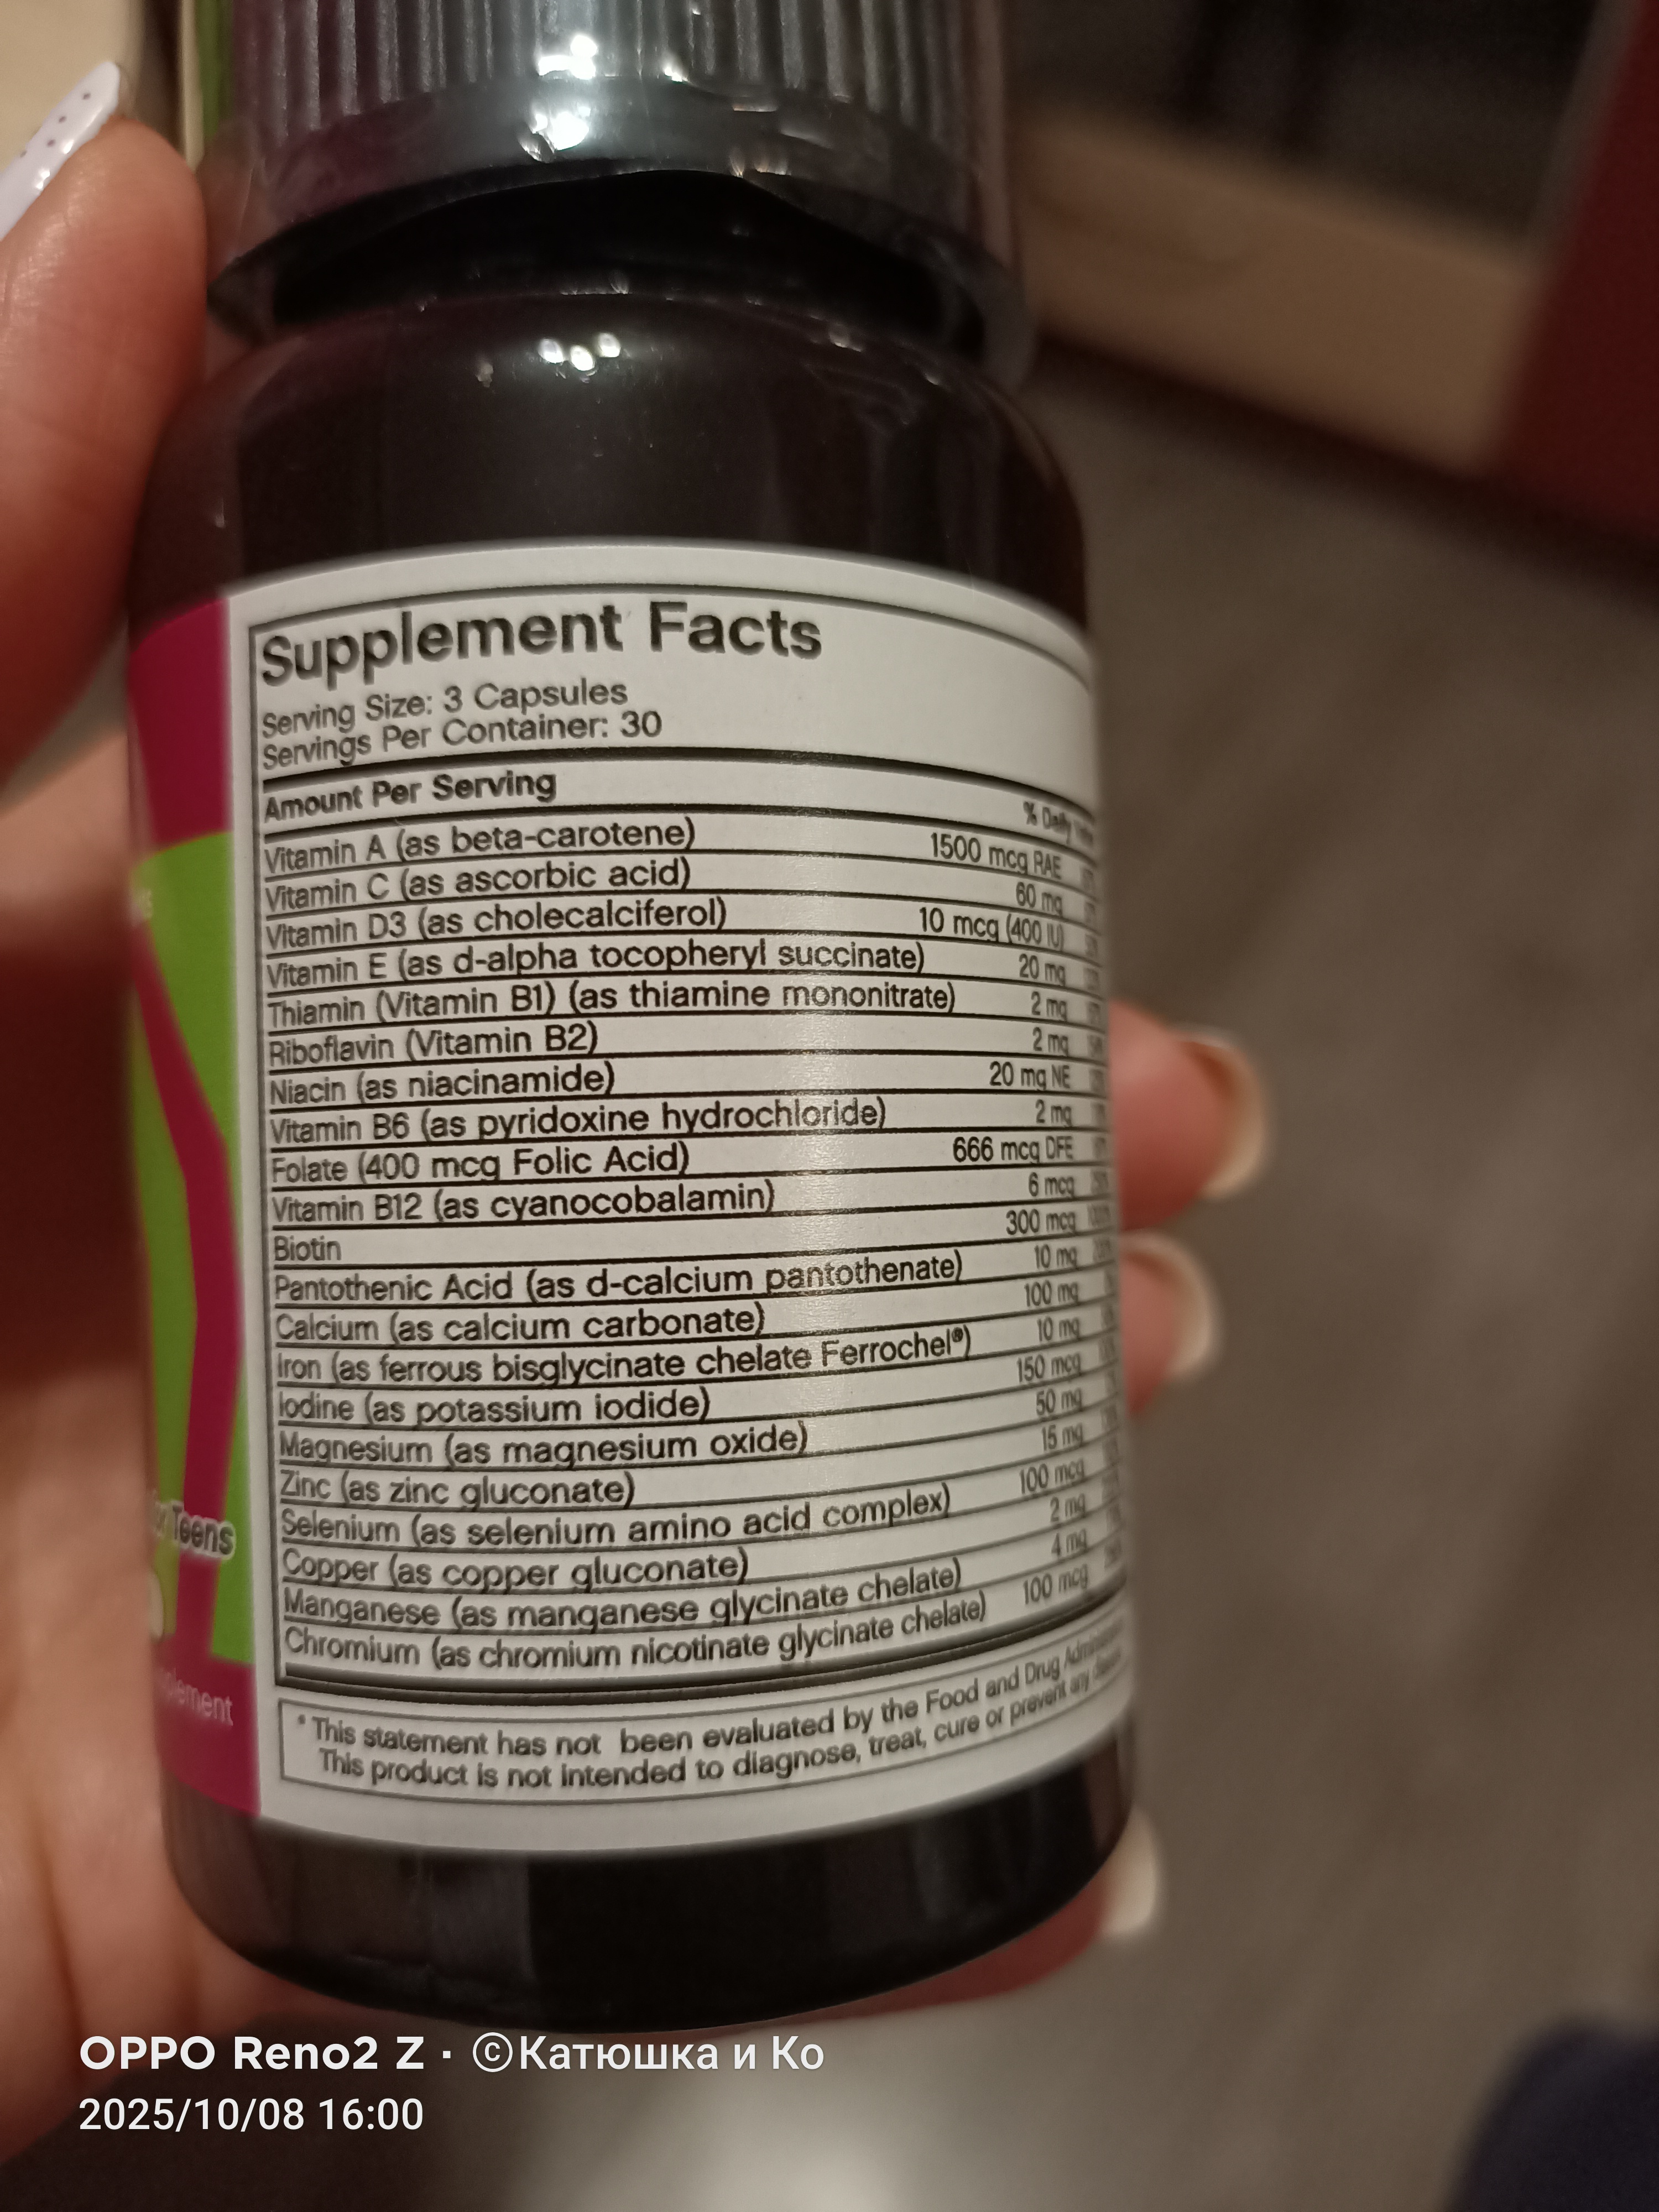 Supplement Facts
Serving Size: 3 Capsules
Servings Per Container: 30
Amount Per Serving
% Daily
Vitamin A (as beta-carotene) 1500 mcg RAE
Vitamin C (as ascorbic acid) 60 mg
Vitamin D3 (as cholecalciferol) 10 mcg (400 IU)
Vitamin E (as d-alpha tocopheryl succinate) 20 mg
Thiamin (Vitamin B1) (as thiamine mononitrate) 2 mg
Riboflavin (Vitamin B2) 2 mg
Niacin (as niacinamide) 20 mg NE
Vitamin B6 (as pyridoxine hydrochloride) 2 mg
Folate (400 mcg Folic Acid) 666 mcg DFE
Vitamin B12 (as cyanocobalamin) 6 mcg
Biotin 300 mcg
Pantothenic Acid (as d-calcium pantothenate) 10 mg
Calcium (as calcium carbonate) 100 mg
Iron (as ferrous bisglycinate chelate Ferrochel®) 10 mg
Iodine (as potassium iodide) 150 mcg
Magnesium (as magnesium oxide) 50 mg
Zinc (as zinc gluconate) 15 mg
Selenium (as selenium amino acid complex) 100 mcg
Copper (as copper gluconate) 2 mg
Manganese (as manganese glycinate chelate) 4 mg
Chromium (as chromium nicotinate glycinate chelate) 100 mcg
* This statement has not been evaluated by the Food and Drug
This product is not intended to diagnose, treat, cure or prevent any
Teens
OPPO Reno2 Z · ©Катюшка и Ко
2025/10/08 16:00